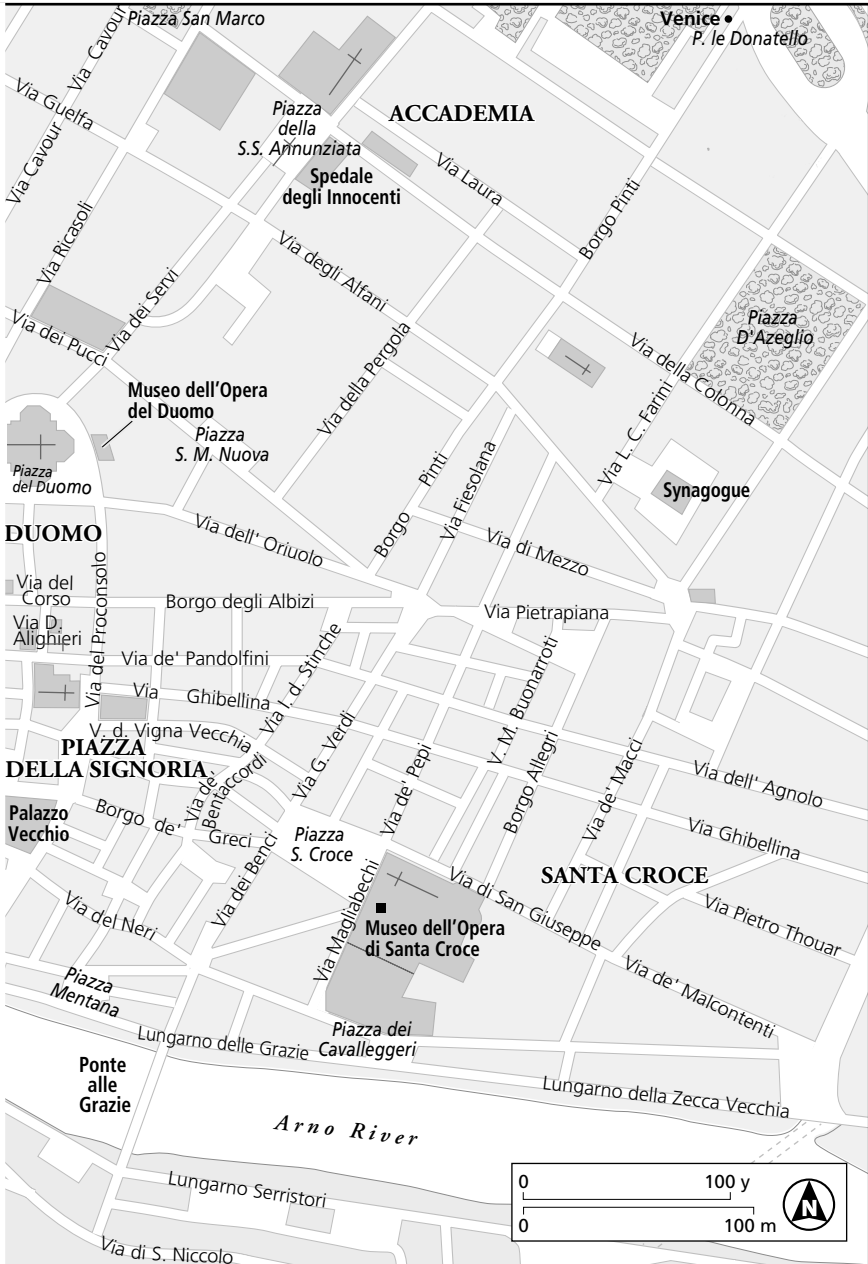 Piazza San Marco
Venice
P. le Donatello
Via Cavour
Via Guelfa
Piazza
della
S.S. Annunziata
ACCADEMIA
Via Cavour
Spedale
degli Innocenti
Via Laura
Borgo Pinti
Via Ricasoli
Via dei Servi
Via degli Alfani
Via dei Pucci
Via della Pergola
Piazza
D'Azeglio
Via della Colonna
Museo dell'Opera
del Duomo
Piazza
S. M. Nuova
Via L. C. Farini
Piazza
del Duomo
Borgo Pinti
Via Fiesolana
Synagogue
DUOMO
Via dell' Oriuolo
Via di Mezzo
Via del
Corso
Borgo degli Albizi
Via Pietrapiana
Via D.
Alighieri
Via del Proconsolo
Via de' Pandolfini
Via I. d. Stinche
Via Ghibellina
V. M. Buonarroti
V. d. Vigna Vecchia
PIAZZA
DELLA SIGNORIA
Via de'
Bentaccordi
Via G. Verdi
Via de' Pepi
Borgo Allegri
Via de' Macci
Via dell' Agnolo
Palazzo
Vecchio
Borgo de' Greci
Piazza
S. Croce
Via Ghibellina
Via dei Benci
Via Magliabechi
Via di San Giuseppe
SANTA CROCE
Via del Neri
Museo dell'Opera
di Santa Croce
Via Pietro Thouar
Piazza
Mentana
Via de' Malcontenti
Lungarno delle Grazie
Piazza dei
Cavalleggeri
Ponte
alle
Grazie
Lungarno della Zecca Vecchia
Arno River
Lungarno Serristori
Via di S. Niccolo
0 100 y
0 100 m
N